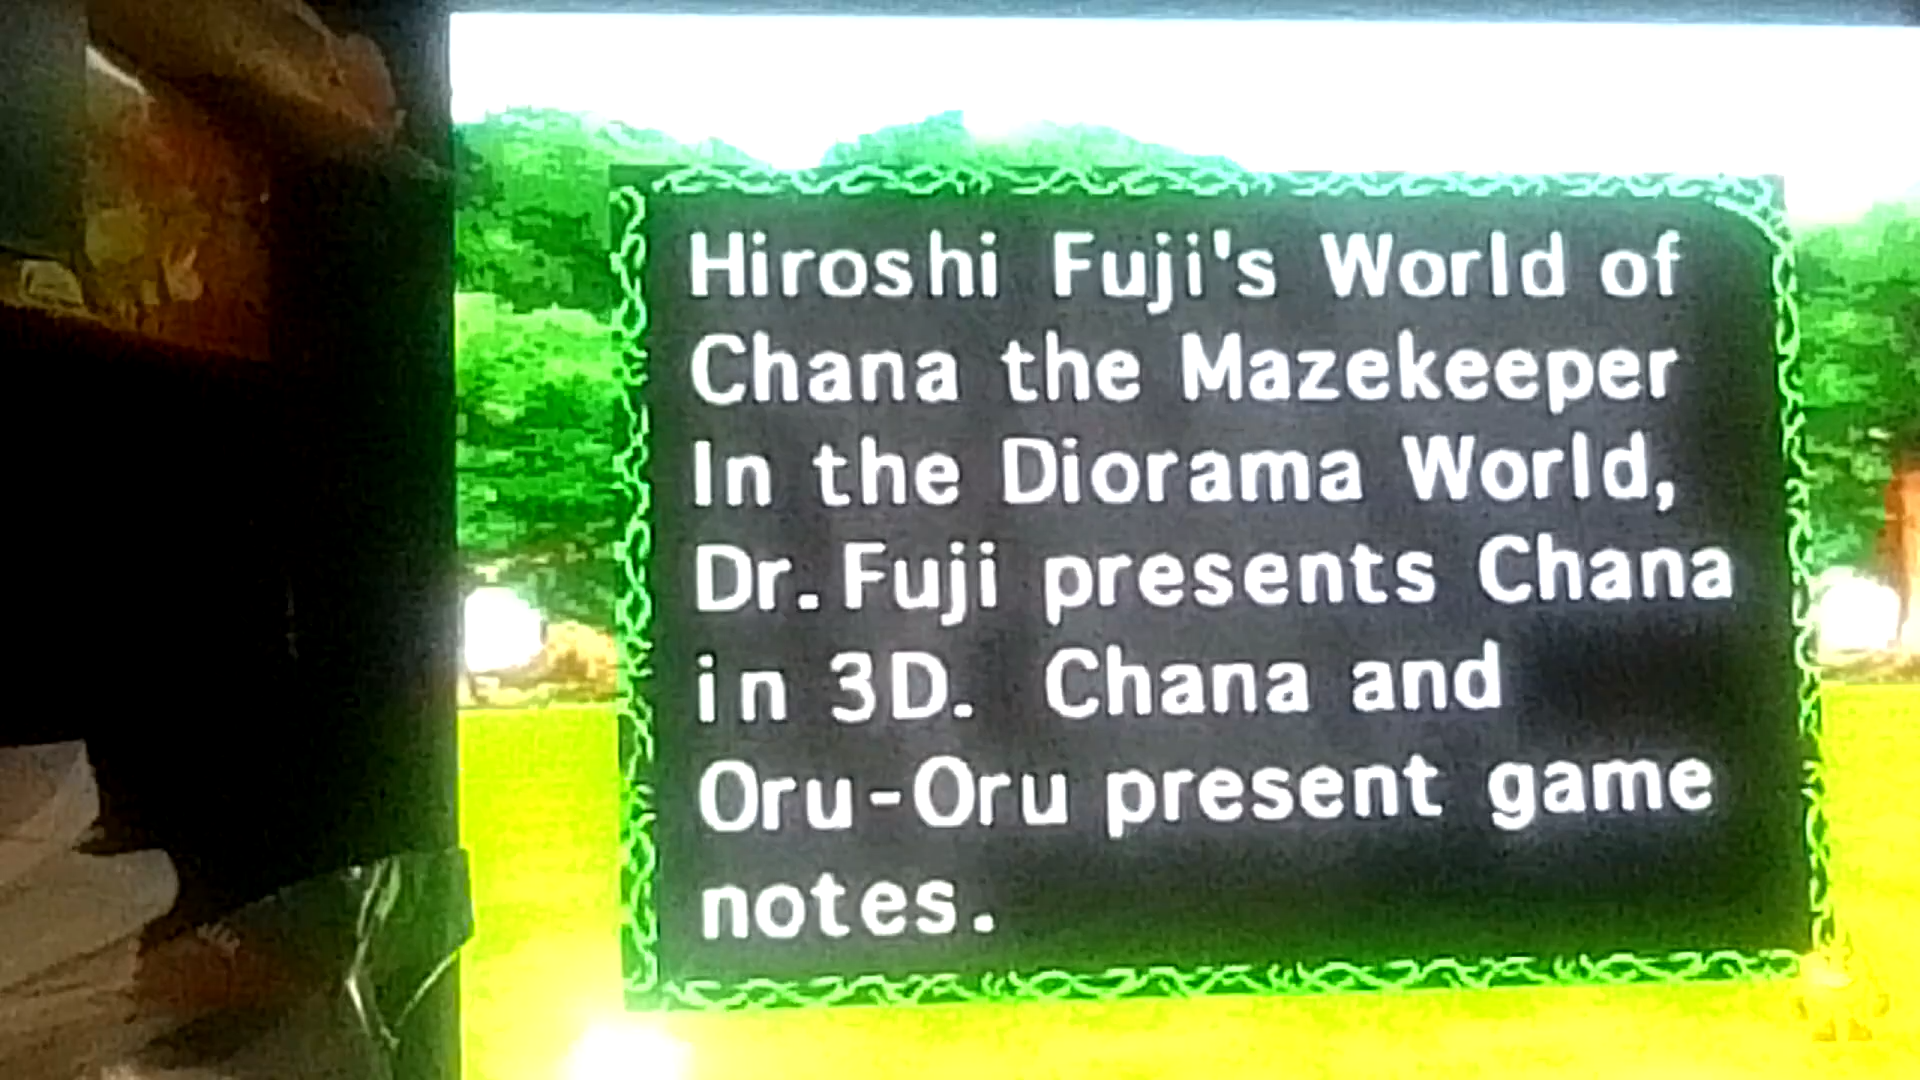 Hiroshi Fuji's World of
Chana the Mazekeeper
In the Diorama World,
Dr. Fuji presents Chana
in 3D. Chana and
Oru-Oru present game
notes.